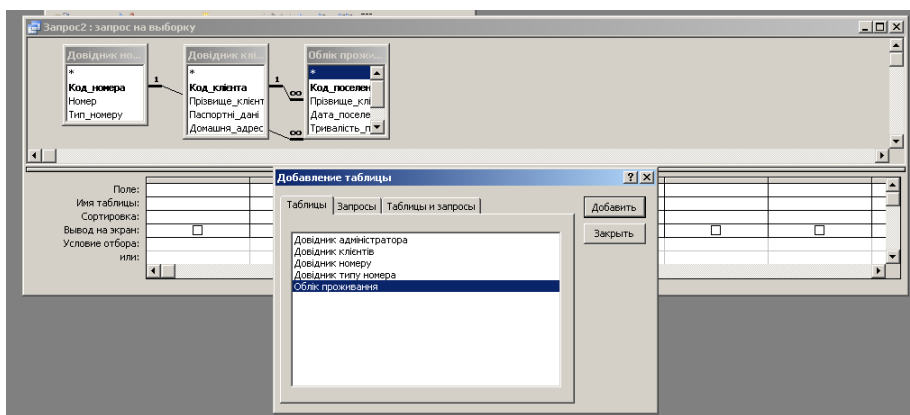 Запрос2 : запрос на выборку
Довідник но...
*
Код_номера
Номер
Тип_номеру
1
Довідник клі...
*
Код_клієнта
Прізвище_клієнт
Паспортні_дані
Домашня_адрес
1
∞
∞
Облік прожи...
*
Код_поселен
Прізвище_клі
Дата_поселе
Тривалість_п
Поле:
Имя таблицы:
Сортировка:
Вывод на экран:
Условие отбора:
или:
Добавление таблицы
Таблицы
Запросы
Таблицы и запросы
Добавить
Закрыть
Довідник адміністратора
Довідник клієнтів
Довідник номеру
Довідник типу номера
Облік проживання